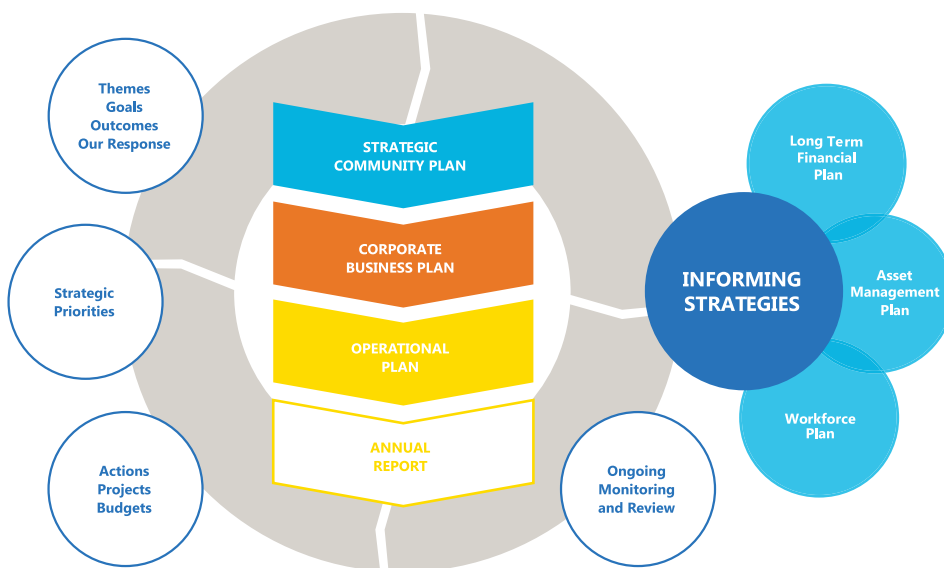 Themes
Goals
Outcomes
Our Response
Strategic
Priorities
Actions
Projects
Budgets
STRATEGIC
COMMUNITY PLAN
CORPORATE
BUSINESS PLAN
OPERATIONAL
PLAN
ANNUAL
REPORT
Ongoing
Monitoring
and Review
INFORMING
STRATEGIES
Long Term
Financial
Plan
Asset
Management
Plan
Workforce
Plan